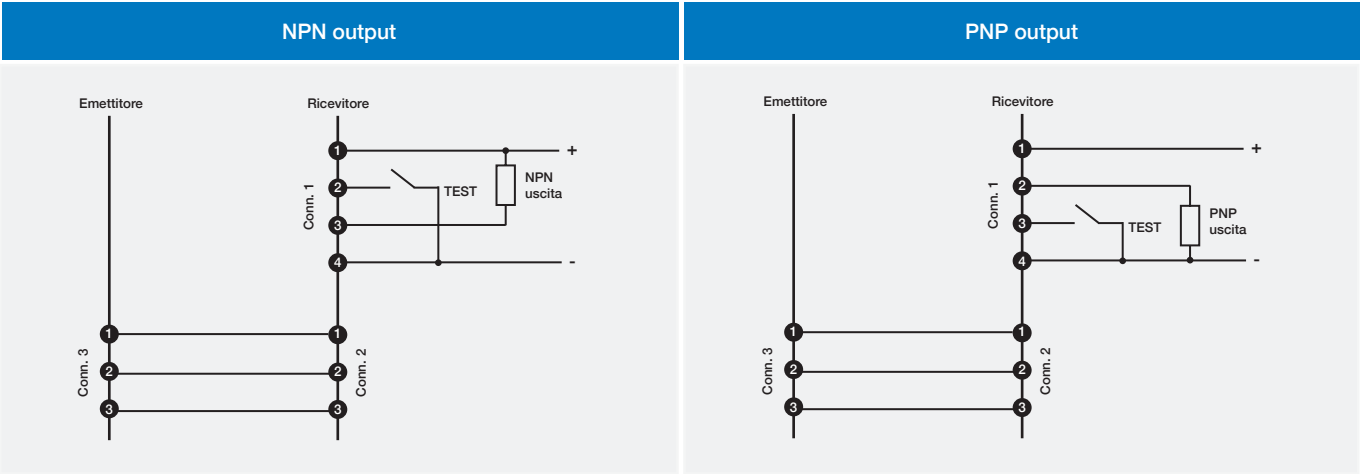 NPN output
Emettitore
Ricevitore
1
+
2
TEST
NPN
uscita
Conn. 1
3
4
-
1
1
Conn. 3
2
2
Conn. 2
3
3
PNP output
Emettitore
Ricevitore
1
+
2
Conn. 1
3
TEST
PNP
uscita
4
-
1
1
Conn. 3
2
2
Conn. 2
3
3